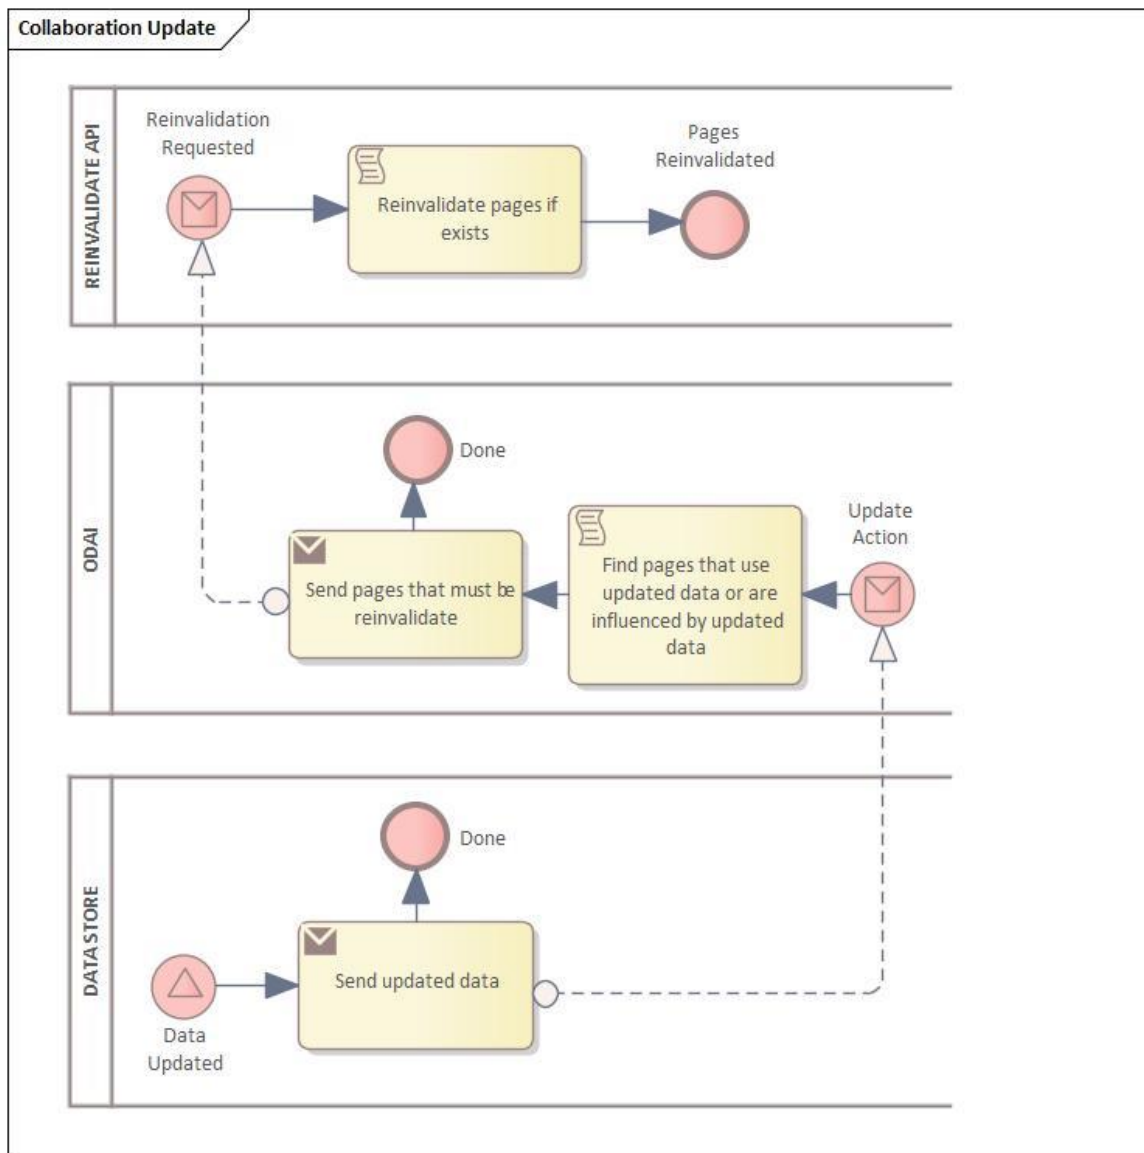 Collaboration Update
REINVALIDATE API
Reinvalidation
Requested
Reinvalidate pages if
exists
Pages
Reinvalidated
ODAI
Done
Send pages that must be
reinvalidate
Find pages that use
updated data or are
influenced by updated
data
Update
Action
DATA STORE
Done
Send updated data
Data
Updated